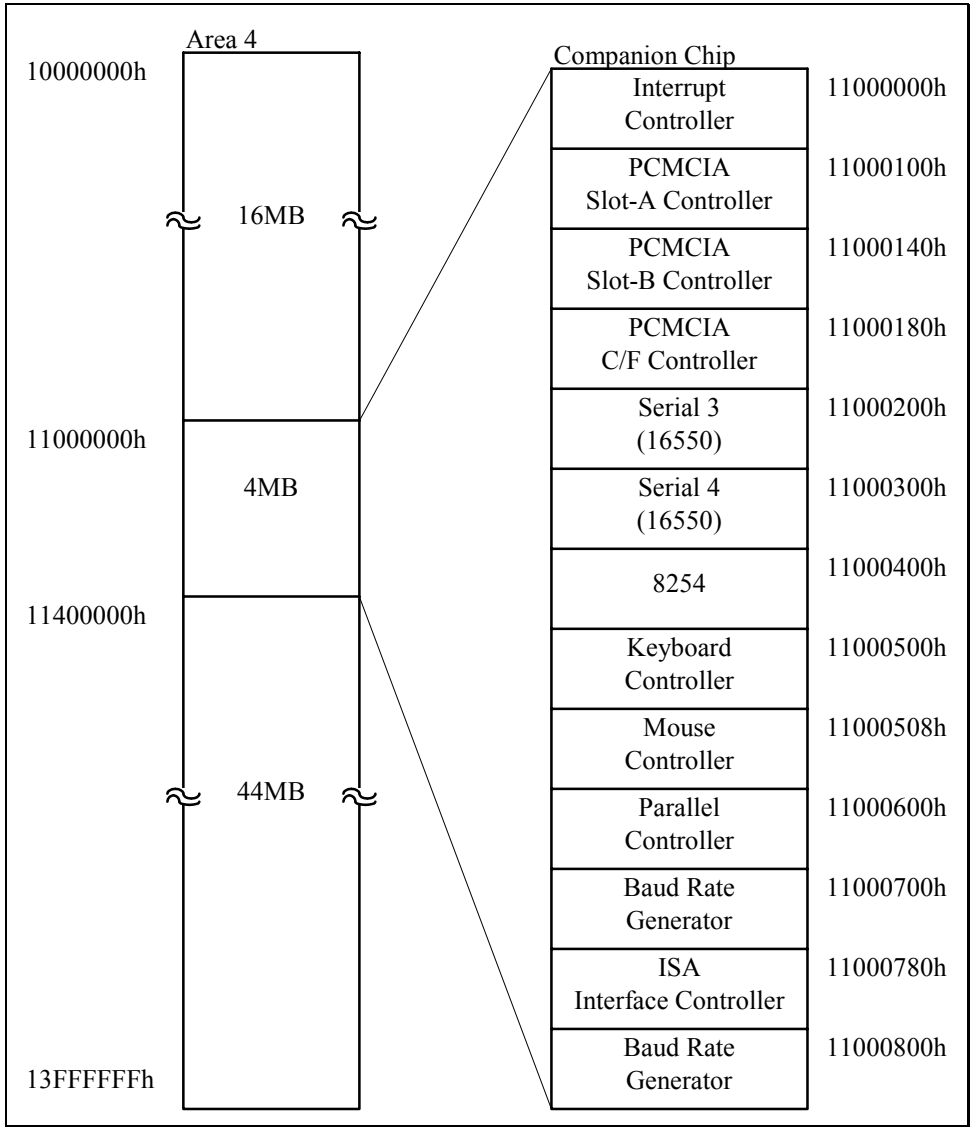 Area 4
10000000h
16MB
11000000h
4MB
11400000h
44MB
13FFFFFFh
Companion Chip
Interrupt
Controller
11000000h
PCMCIA
Slot-A Controller
11000100h
PCMCIA
Slot-B Controller
11000140h
PCMCIA
C/F Controller
11000180h
Serial 3
(16550)
11000200h
Serial 4
(16550)
11000300h
8254
11000400h
Keyboard
Controller
11000500h
Mouse
Controller
11000508h
Parallel
Controller
11000600h
Baud Rate
Generator
11000700h
ISA
Interface Controller
11000780h
Baud Rate
Generator
11000800h